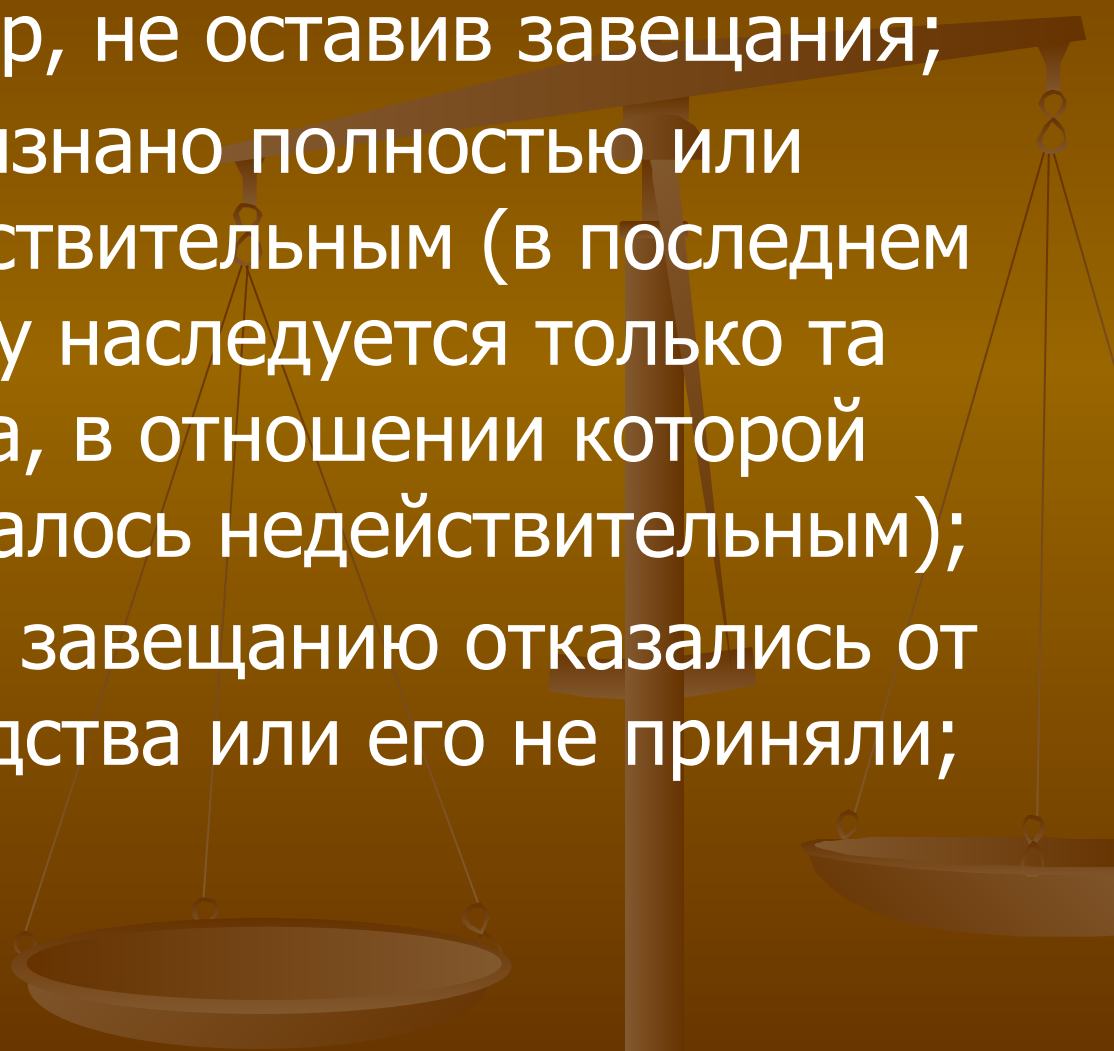 р, не оставив завещания;
изнано полностью или
ствительным (в последнем
у наследуется только та
а, в отношении которой
алось недействительным);
завещанию отказались от
дства или его не приняли;